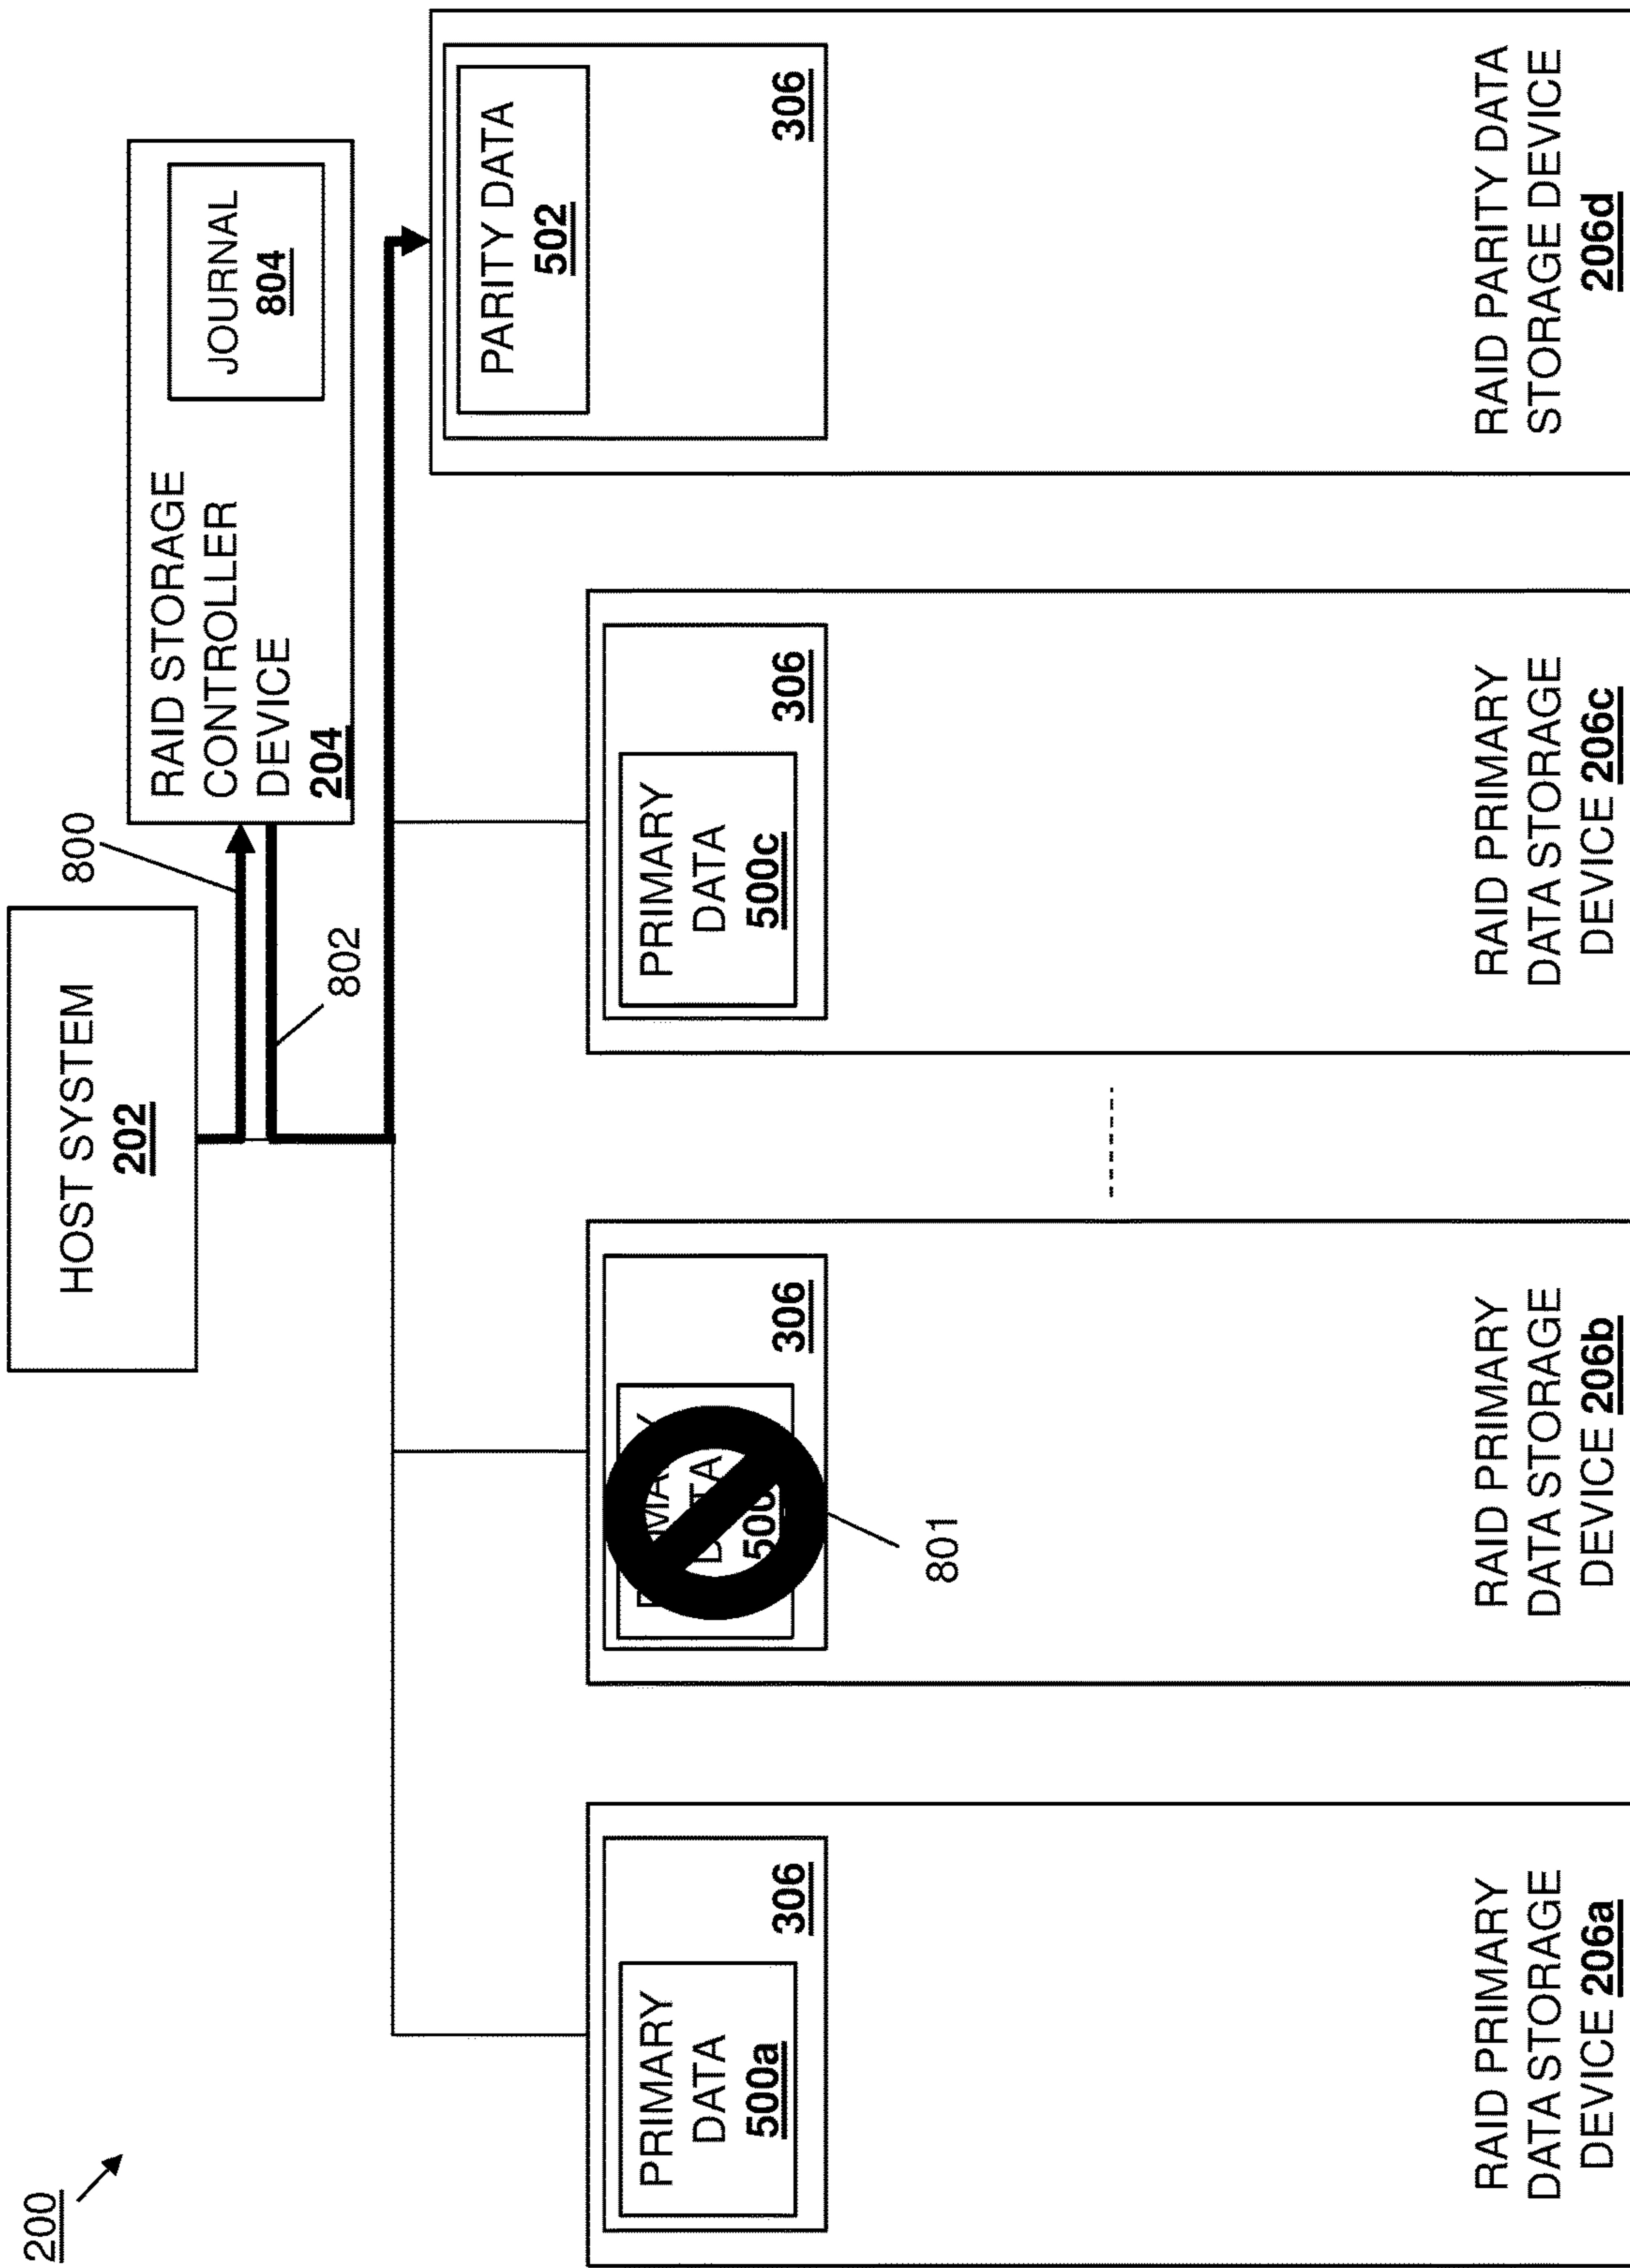 200
HOST SYSTEM
202
800
802
RAID STORAGE
CONTROLLER
DEVICE
204
JOURNAL
804
PRIMARY
DATA
500a
306
RAID PRIMARY
DATA STORAGE
DEVICE 206a
306
801
RAID PRIMARY
DATA STORAGE
DEVICE 206b
PRIMARY
DATA
500c
306
RAID PRIMARY
DATA STORAGE
DEVICE 206c
PARITY DATA
502
306
RAID PARITY DATA
STORAGE DEVICE
206d